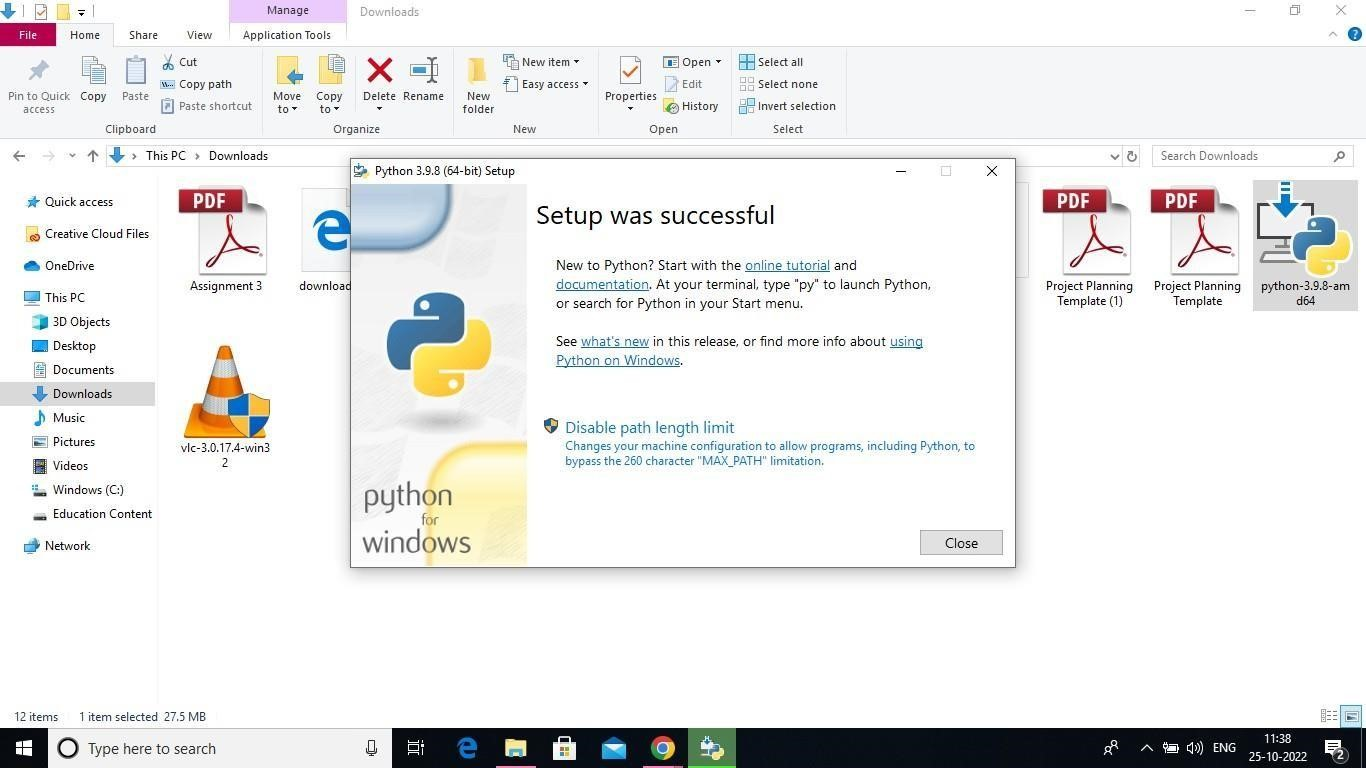 Manage
Downloads
File
Home
Share
View
Application Tools
Pin to Quick
access
Copy
Paste
Cut
Copy path
Paste shortcut
Move
to
Copy
to
Delete
Rename
New
folder
New item
Easy access
Properties
Open
Edit
History
Select all
Select none
Invert selection
Clipboard
Organize
New
Open
Select
This PC
Downloads
Search Downloads
Quick access
Creative Cloud Files
OneDrive
This PC
3D Objects
Desktop
Documents
Downloads
Music
Pictures
Videos
Windows (C:)
Education Content
Network
PDF
Assignment 3
download
PDF
Project Planning
Template (1)
PDF
Project Planning
Template
python-3.9.8-am
d64
vlc-3.0.17.4-win3
2
Python 3.9.8 (64-bit) Setup
Setup was successful
New to Python? Start with the online tutorial and
documentation. At your terminal, type "py" to launch Python,
or search for Python in your Start menu.
See what's new in this release, or find more info about using
Python on Windows.
Disable path length limit
Changes your machine configuration to allow programs, including Python, to
bypass the 260 character "MAX_PATH" limitation.
python
for
windows
Close
12 items
1 item selected 27.5 MB
Type here to search
ENG
11:38
25-10-2022
2